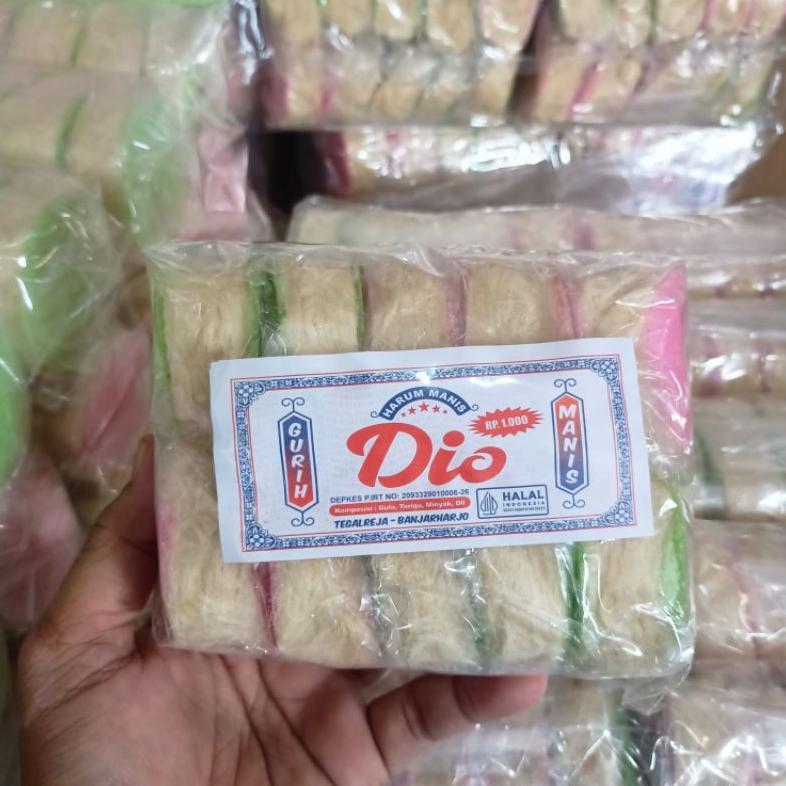 HARUM MANIS
GURIH
Dio
RP. 1.000
MANIS
DEPKES P.IRT NO: 2093329010006-26
Komposisi : Gula, Terigu, Minyak, Dll
TEGALREJA - BANJARHARJO
HALAL
INDONESIA